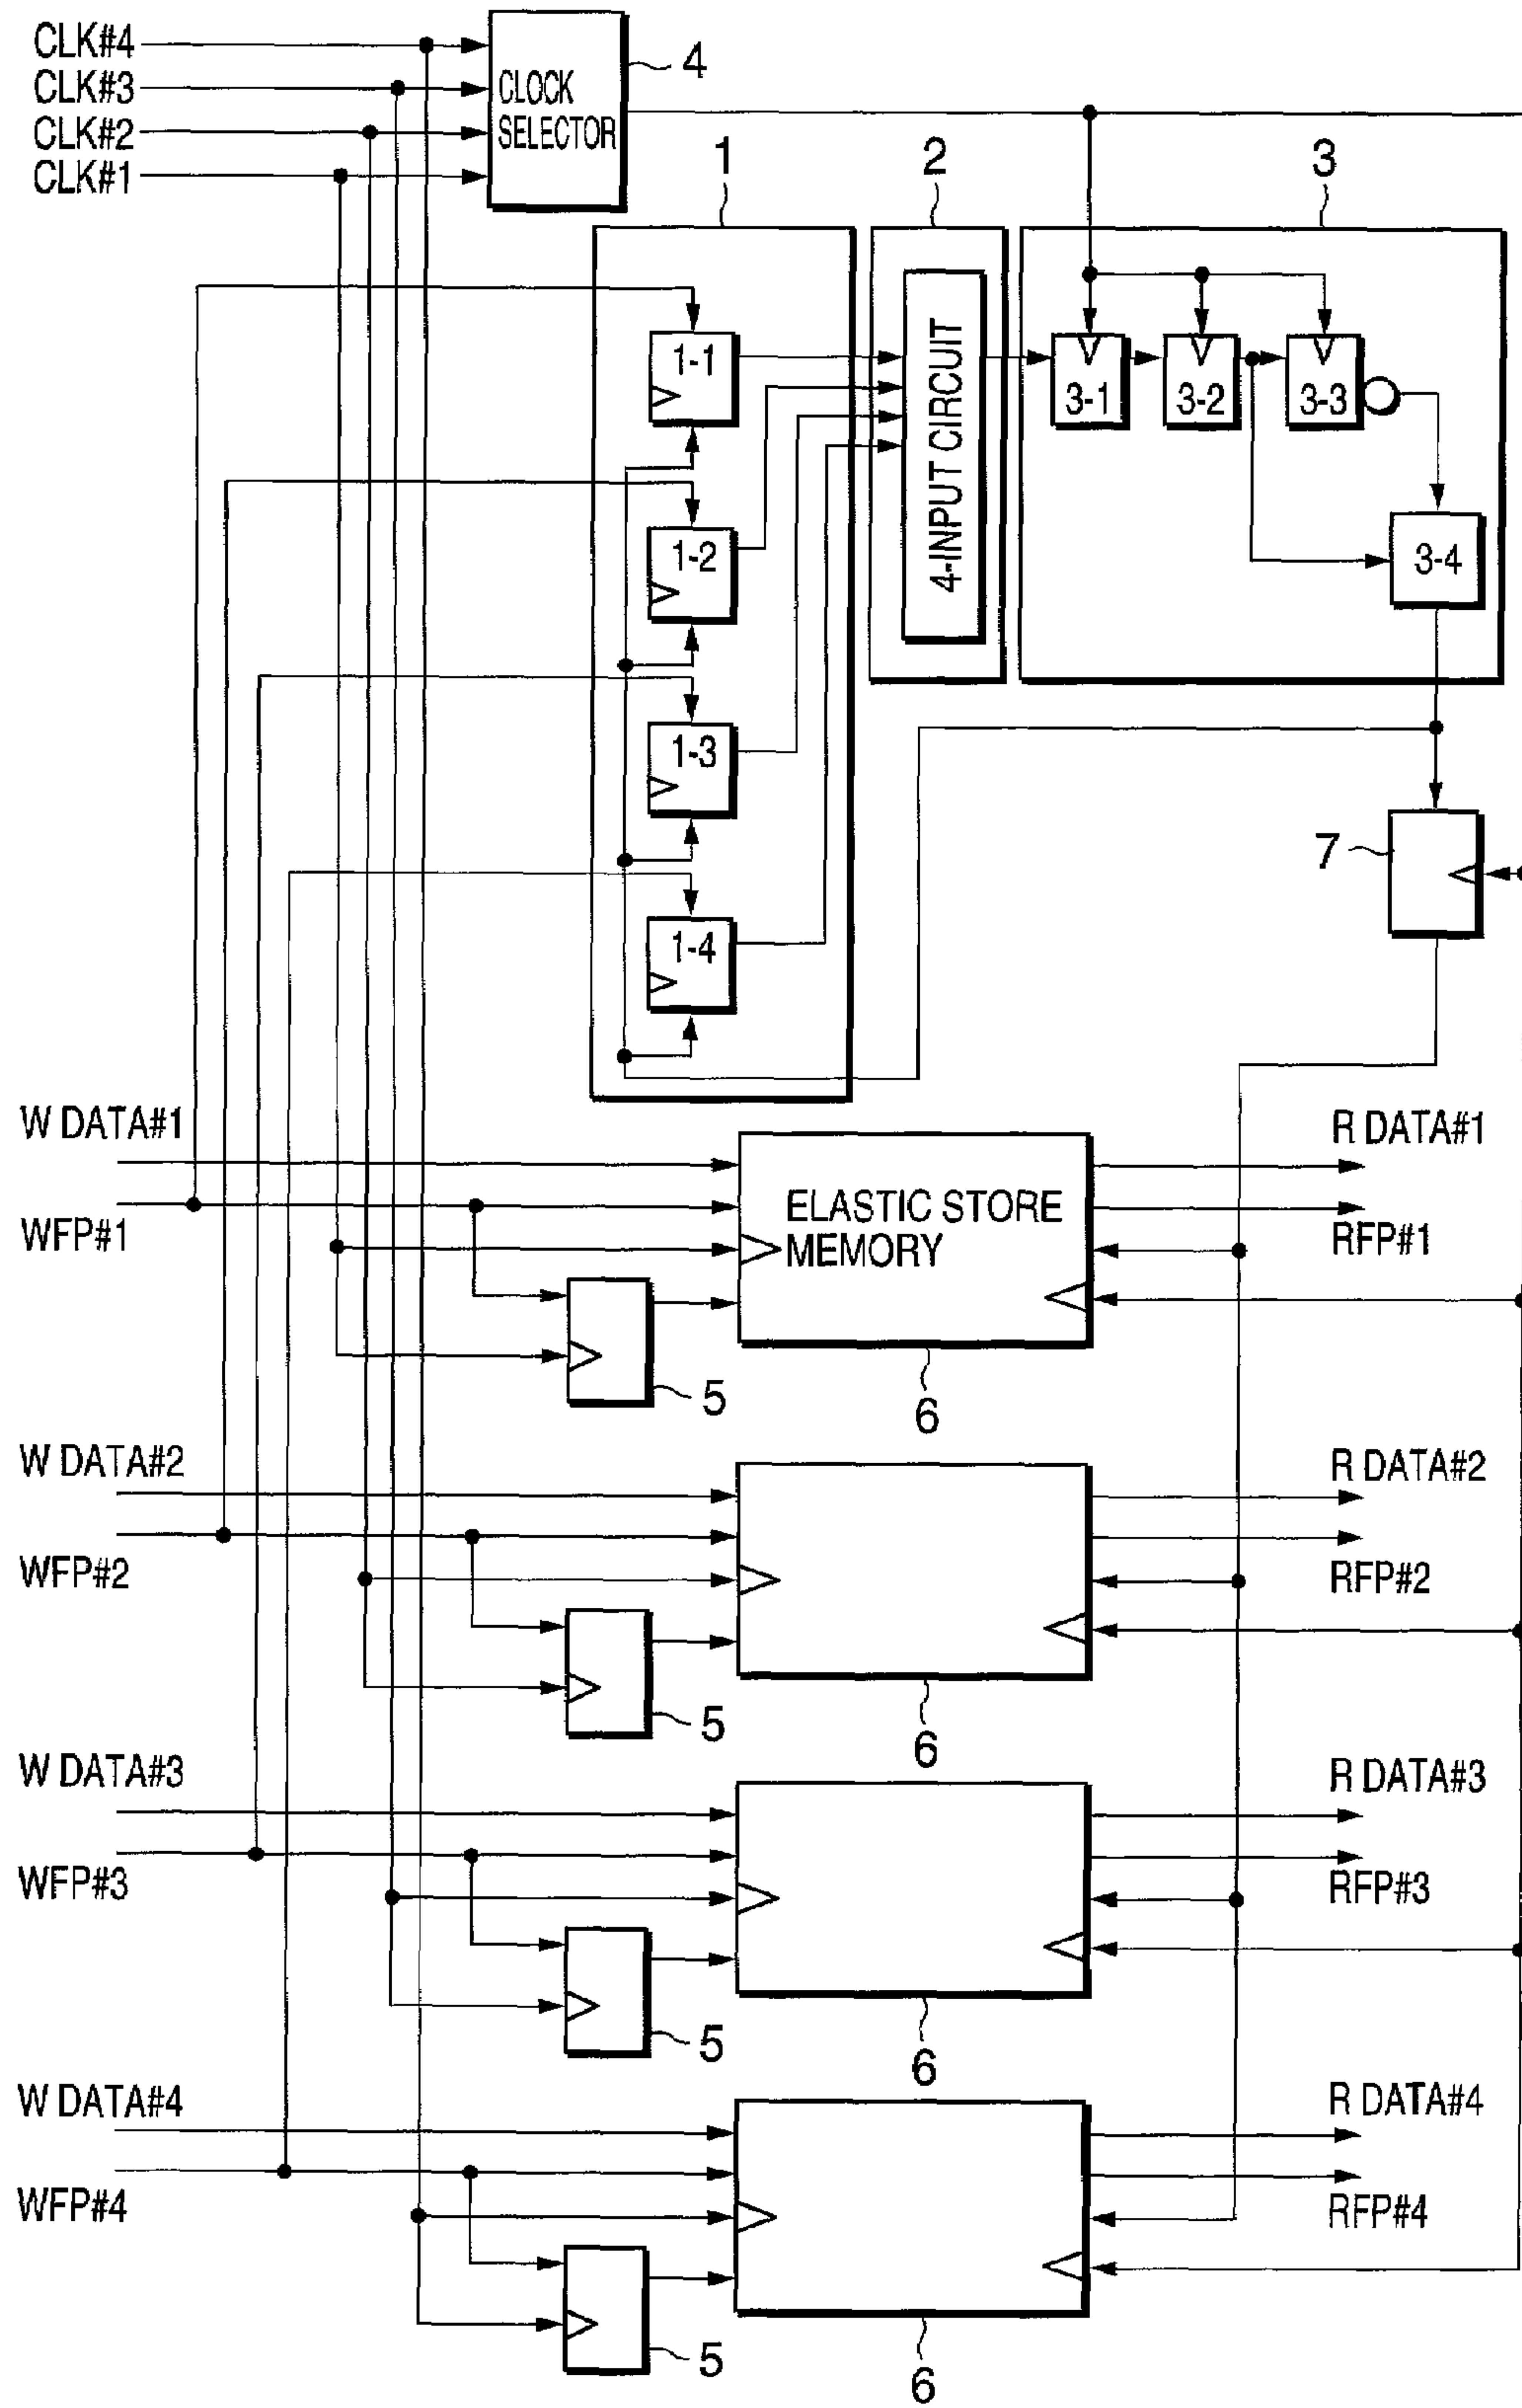 CLK#4
CLK#3
CLK#2
CLK#1
CLOCK
SELECTOR
4
1
2
3
1-1
1-2
1-3
1-4
4-INPUT CIRCUIT
3-1
3-2
3-3
3-4
7
W DATA#1
WFP#1
ELASTIC STORE
MEMORY
R DATA#1
RFP#1
5
6
W DATA#2
WFP#2
R DATA#2
RFP#2
5
6
W DATA#3
WFP#3
R DATA#3
RFP#3
5
6
W DATA#4
WFP#4
R DATA#4
RFP#4
5
6